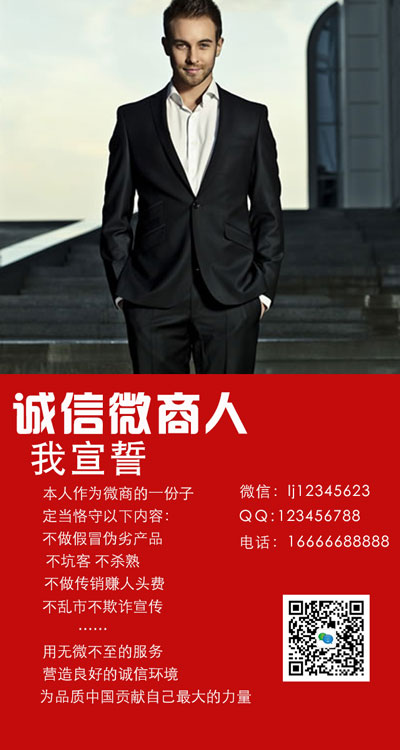 诚信微商人
我宣誓
本人作为微商的一份子
定当恪守以下内容:
不做假冒伪劣产品
不坑客 不杀熟
不做传销赚人头费
不乱市不欺诈宣传
······
用无微不至的服务
营造良好的诚信环境
为品质中国贡献自己最大的力量
微信: lj12345623
QQ:123456788
电话: 16666688888